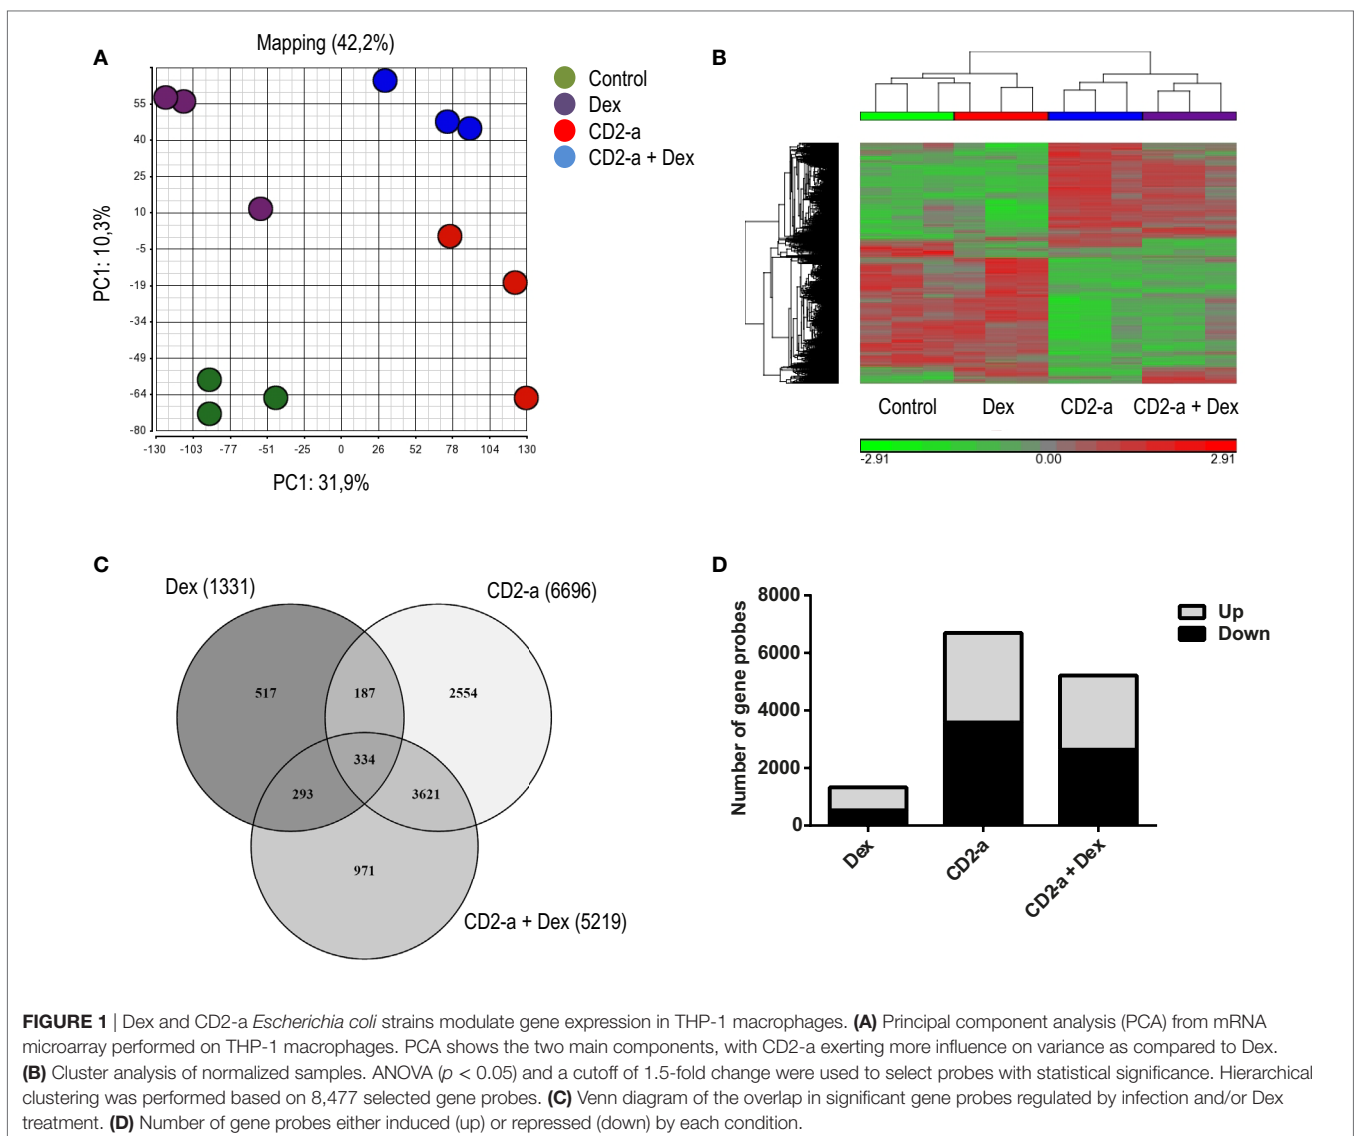 A
Mapping (42,2%)
55
40
25
10
-5
-19
-34
-49
-64
-80
PC1: 10,3%
-130 -103 -77 -51 -25 0 26 52 78 104 130
PC1: 31,9%
Control
Dex
CD2-a
CD2-a + Dex
B
Control Dex CD2-a CD2-a + Dex
-2.91 0.00 2.91
C
Dex (1331)
CD2-a (6696)
517 187 2554
334
293 3621
971
CD2-a + Dex (5219)
D
8000
6000
4000
2000
0
Number of gene probes
Up
Down
Dex
CD2-a
CD2-a + Dex
FIGURE 1 | Dex and CD2-a Escherichia coli strains modulate gene expression in THP-1 macrophages. (A) Principal component analysis (PCA) from mRNA
microarray performed on THP-1 macrophages. PCA shows the two main components, with CD2-a exerting more influence on variance as compared to Dex.
(B) Cluster analysis of normalized samples. ANOVA (p < 0.05) and a cutoff of 1.5-fold change were used to select probes with statistical significance. Hierarchical
clustering was performed based on 8,477 selected gene probes. (C) Venn diagram of the overlap in significant gene probes regulated by infection and/or Dex
treatment. (D) Number of gene probes either induced (up) or repressed (down) by each condition.